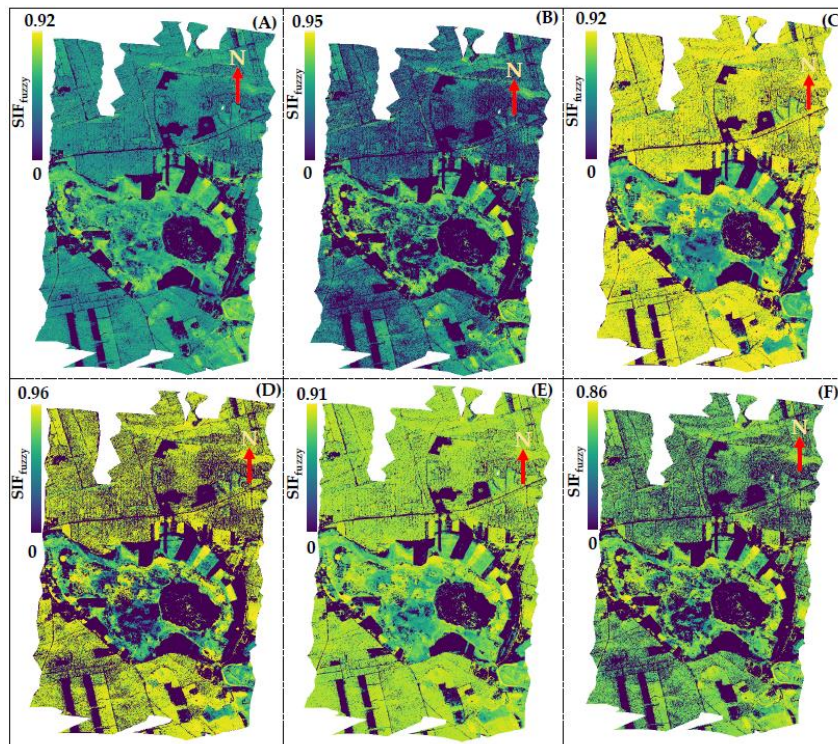 0.92
(A)
N
SIFfuzzy
0
0.95
(B)
N
SIFfuzzy
0
0.92
(C)
N
SIFfuzzy
0
0.96
(D)
N
SIFfuzzy
0
0.91
(E)
N
SIFfuzzy
0
0.86
(F)
N
SIFfuzzy
0